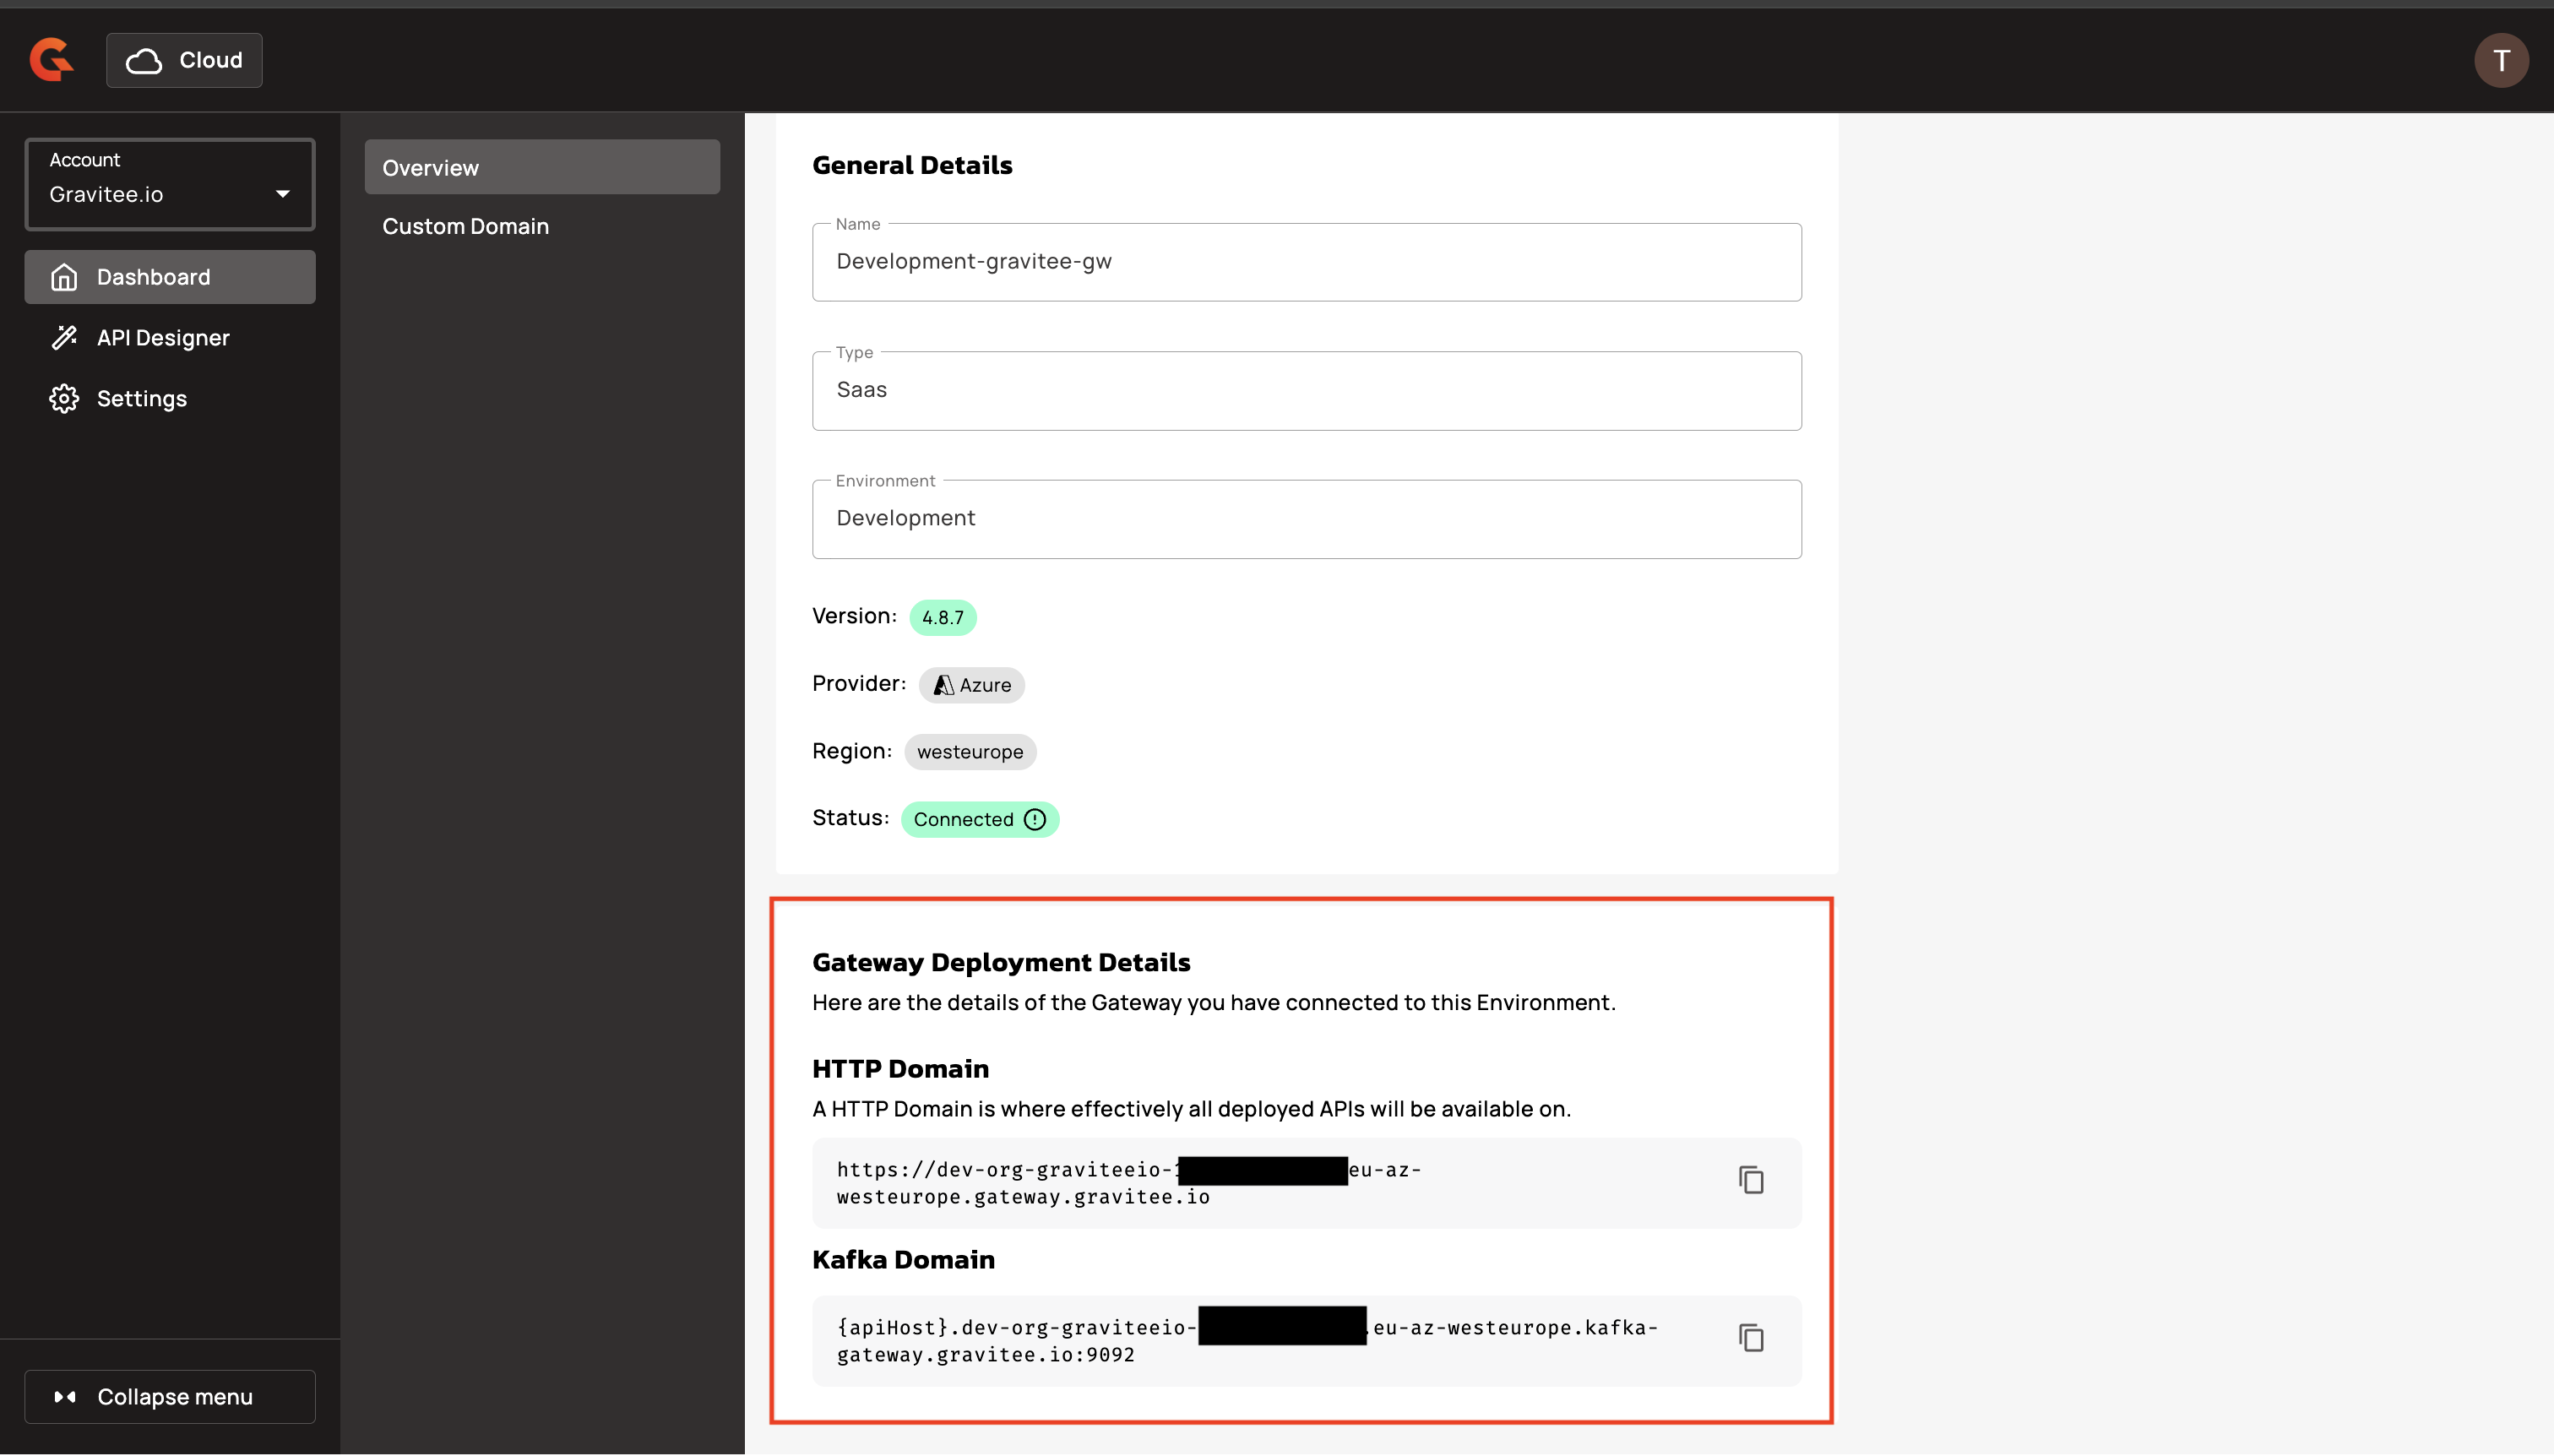 Cloud
T
Account
Gravitee.io
Dashboard
API Designer
Settings
Collapse menu
Overview
Custom Domain
General Details
Name
Development-gravitee-gw
Type
Saas
Environment
Development
Version: 4.8.7
Provider: Azure
Region: westeurope
Status: Connected
Gateway Deployment Details
Here are the details of the Gateway you have connected to this Environment.
HTTP Domain
A HTTP Domain is where effectively all deployed APIs will be available on.
https://dev-org-graviteeio- eu-az-
westeurope.gateway.gravitee.io
Kafka Domain
{apiHost}.dev-org-graviteeio- .eu-az-westeurope.kafka-
gateway.gravitee.io:9092